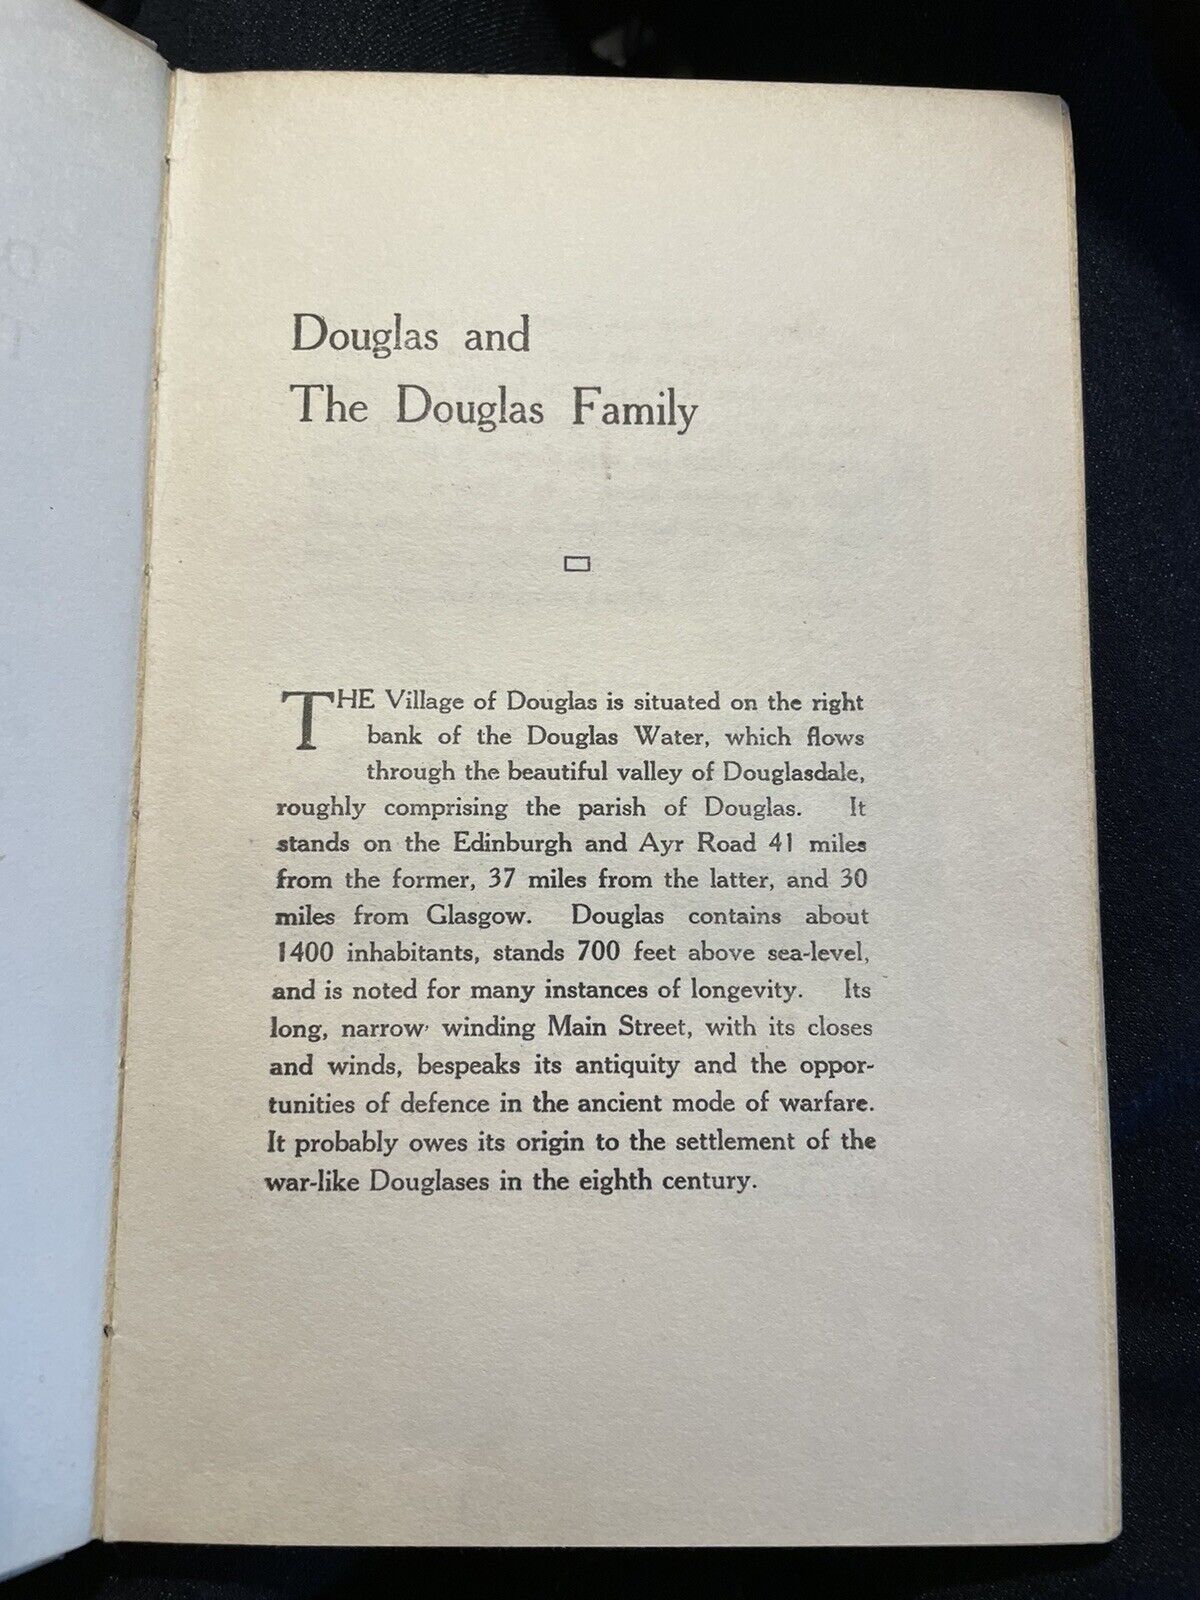 Douglas and
The Douglas Family
THE Village of Douglas is situated on the right
bank of the Douglas Water, which flows
through the beautiful valley of Douglasdale,
roughly comprising the parish of Douglas. It
stands on the Edinburgh and Ayr Road 41 miles
from the former, 37 miles from the latter, and 30
miles from Glasgow. Douglas contains about
1400 inhabitants, stands 700 feet above sea-level,
and is noted for many instances of longevity. Its
long, narrow, winding Main Street, with its closes
and winds, bespeaks its antiquity and the oppor-
tunities of defence in the ancient mode of warfare.
It probably owes its origin to the settlement of the
war-like Douglases in the eighth century.